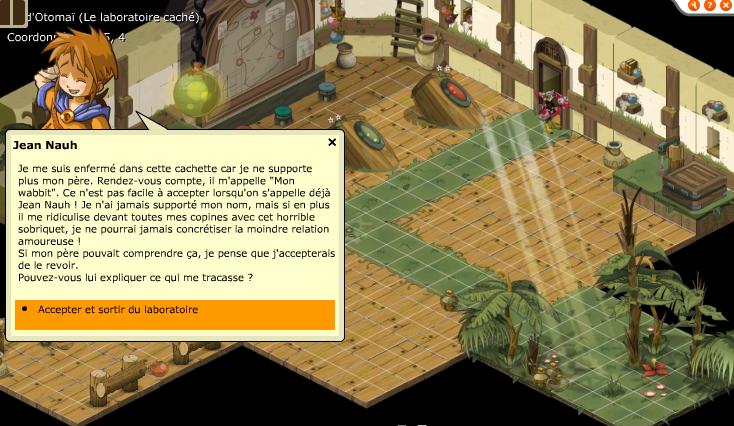 d'Otomaï (Le laboratoire caché)
Jean Nauh
Je me suis enfermé dans cette cachette car je ne supporte
plus mon père. Rendez-vous compte, il m'appelle "Mon
wabbit". Ce n'est pas facile à accepter lorsqu'on s'appelle déjà
Jean Nauh ! Je n'ai jamais supporté mon nom, mais si en plus
il me ridiculise devant toutes mes copines avec cet horrible
sobriquet, je ne pourrai jamais concrétiser la moindre relation
amoureuse !
Si mon père pouvait comprendre ça, je pense que j'accepterais
de le revoir.
Pouvez-vous lui expliquer ce qui me tracasse ?
Accepter et sortir du laboratoire